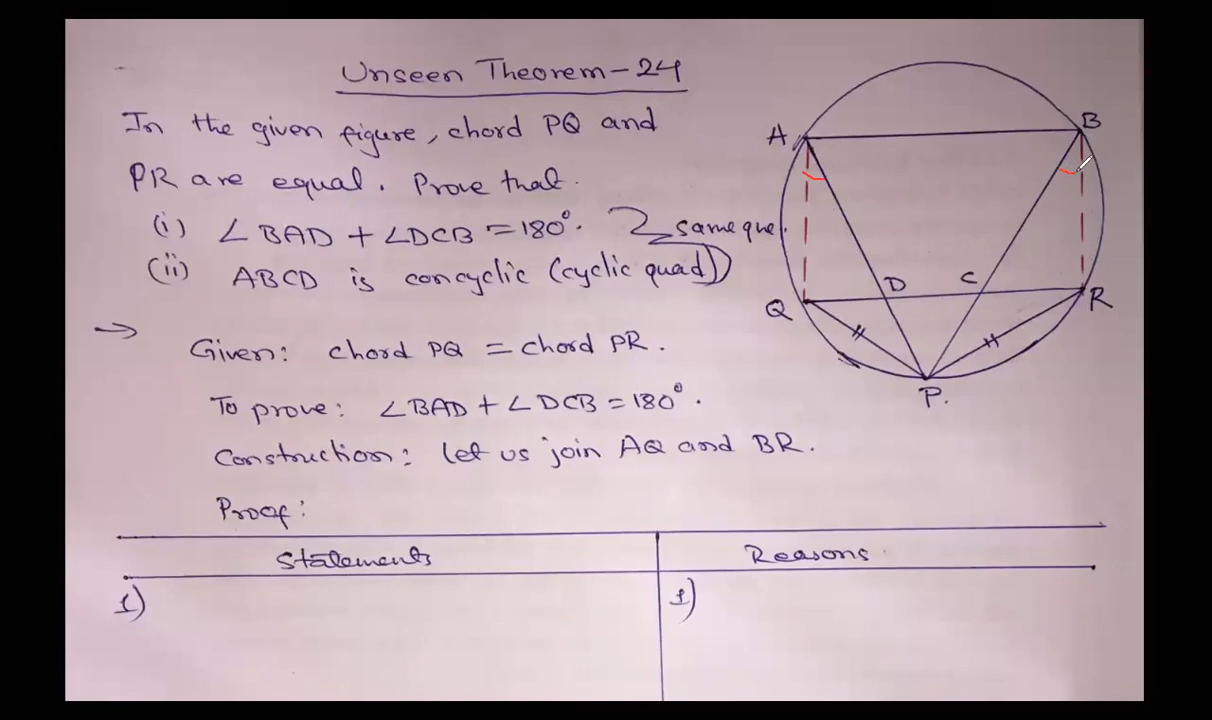 Unseen Theorem-24
In the given figure, chord PQ and
PR are equal. Prove that.
(i) ∠BAD + ∠DCB = 180°. } same que.
(ii) ABCD is concyclic (cyclic quad)
→ Given: chord PQ = chord PR.
To prove: ∠BAD + ∠DCB = 180°.
Construction: Let us join AQ and BR.
Proof:
Statements Reasons
1) 1)
A B
D C
Q R
P.